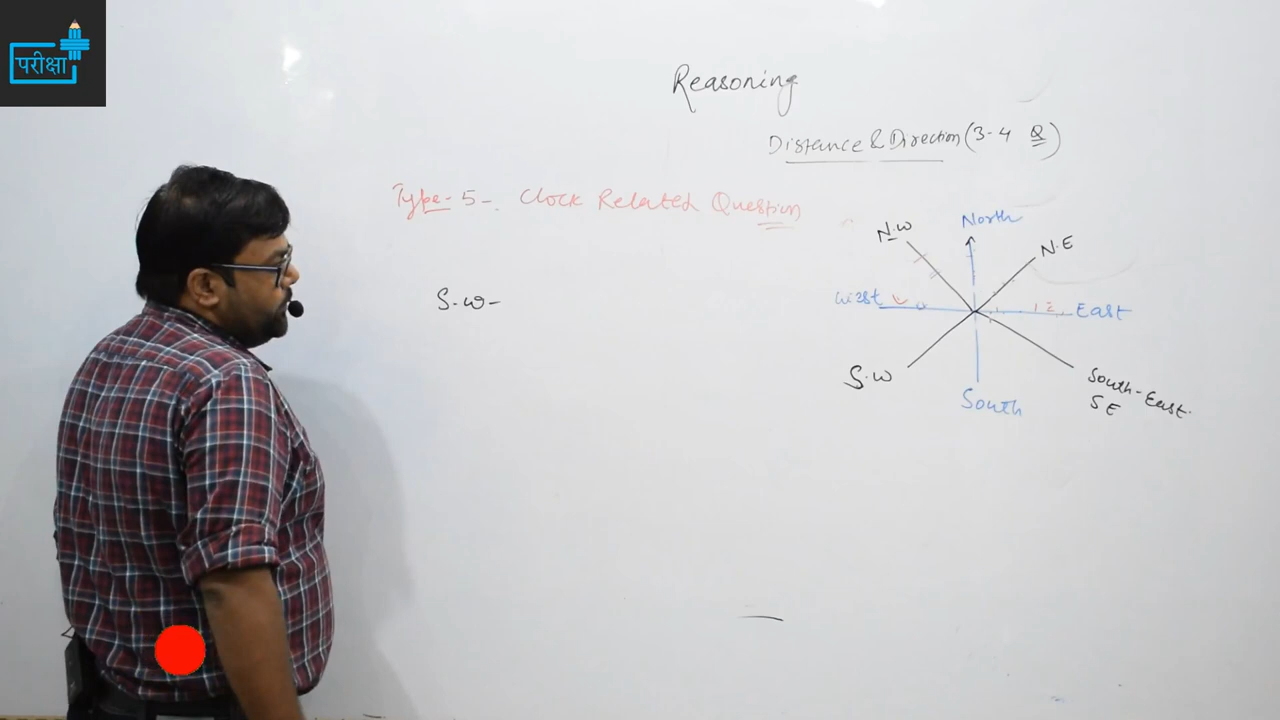 परीक्षा
Reasoning
Distance & Direction (3-4 Q)
Type-5-. Clock Related Question
North
N.W
N.E
S.W-
West
East
S.W
South-East.
SE
South